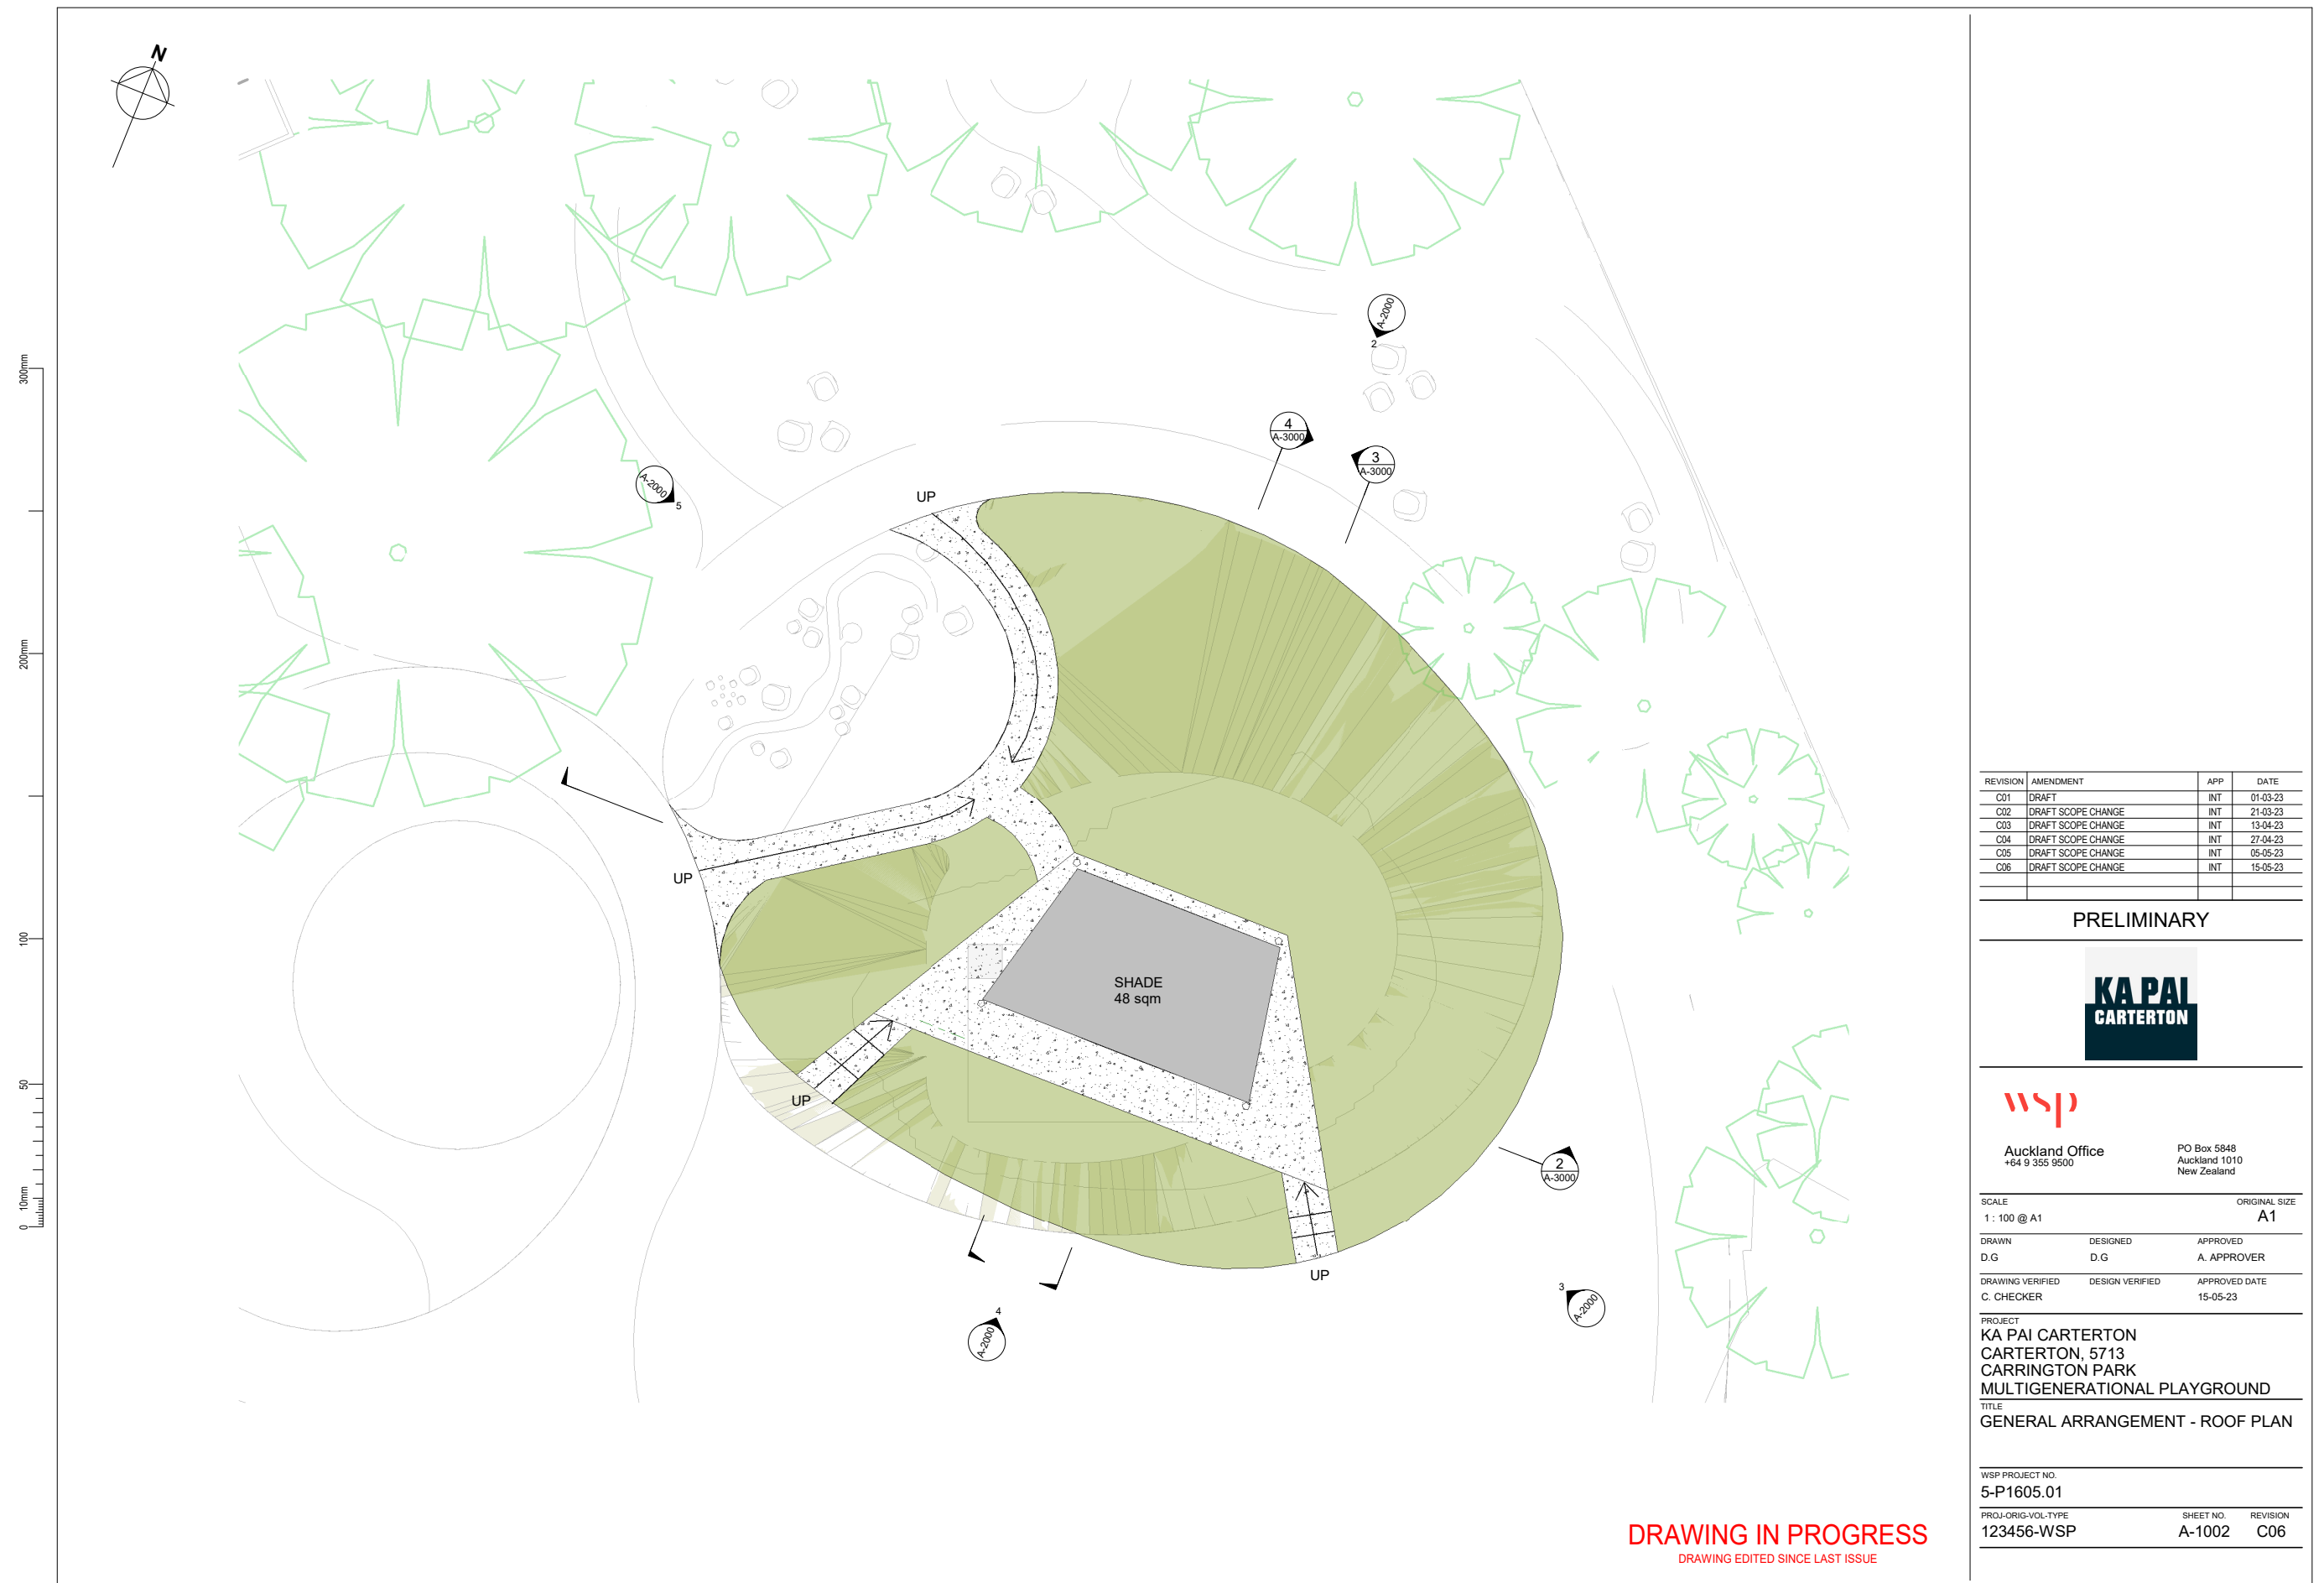 N
300mm
200mm
100
50
10mm
0
A-2000
2
4
A-3000
3
A-3000
A-2000
5
UP
UP
SHADE
48 sqm
UP
2
A-3000
UP
3
A-2000
4
A-2000
DRAWING IN PROGRESS
DRAWING EDITED SINCE LAST ISSUE
REVISION AMENDMENT APP DATE
C01 DRAFT INT 01-03-23
C02 DRAFT SCOPE CHANGE INT 21-03-23
C03 DRAFT SCOPE CHANGE INT 13-04-23
C04 DRAFT SCOPE CHANGE INT 27-04-23
C05 DRAFT SCOPE CHANGE INT 05-05-23
C06 DRAFT SCOPE CHANGE INT 15-05-23
PRELIMINARY
KA PAI
CARTERTON
wsp
Auckland Office
+64 9 355 9500
PO Box 5848
Auckland 1010
New Zealand
SCALE ORIGINAL SIZE
1 : 100 @ A1 A1
DRAWN DESIGNED APPROVED
D.G D.G A. APPROVER
DRAWING VERIFIED DESIGN VERIFIED APPROVED DATE
C. CHECKER 15-05-23
PROJECT
KA PAI CARTERTON
CARTERTON, 5713
CARRINGTON PARK
MULTIGENERATIONAL PLAYGROUND
TITLE
GENERAL ARRANGEMENT - ROOF PLAN
WSP PROJECT NO.
5-P1605.01
PROJ-ORIG-VOL-TYPE SHEET NO. REVISION
123456-WSP A-1002 C06